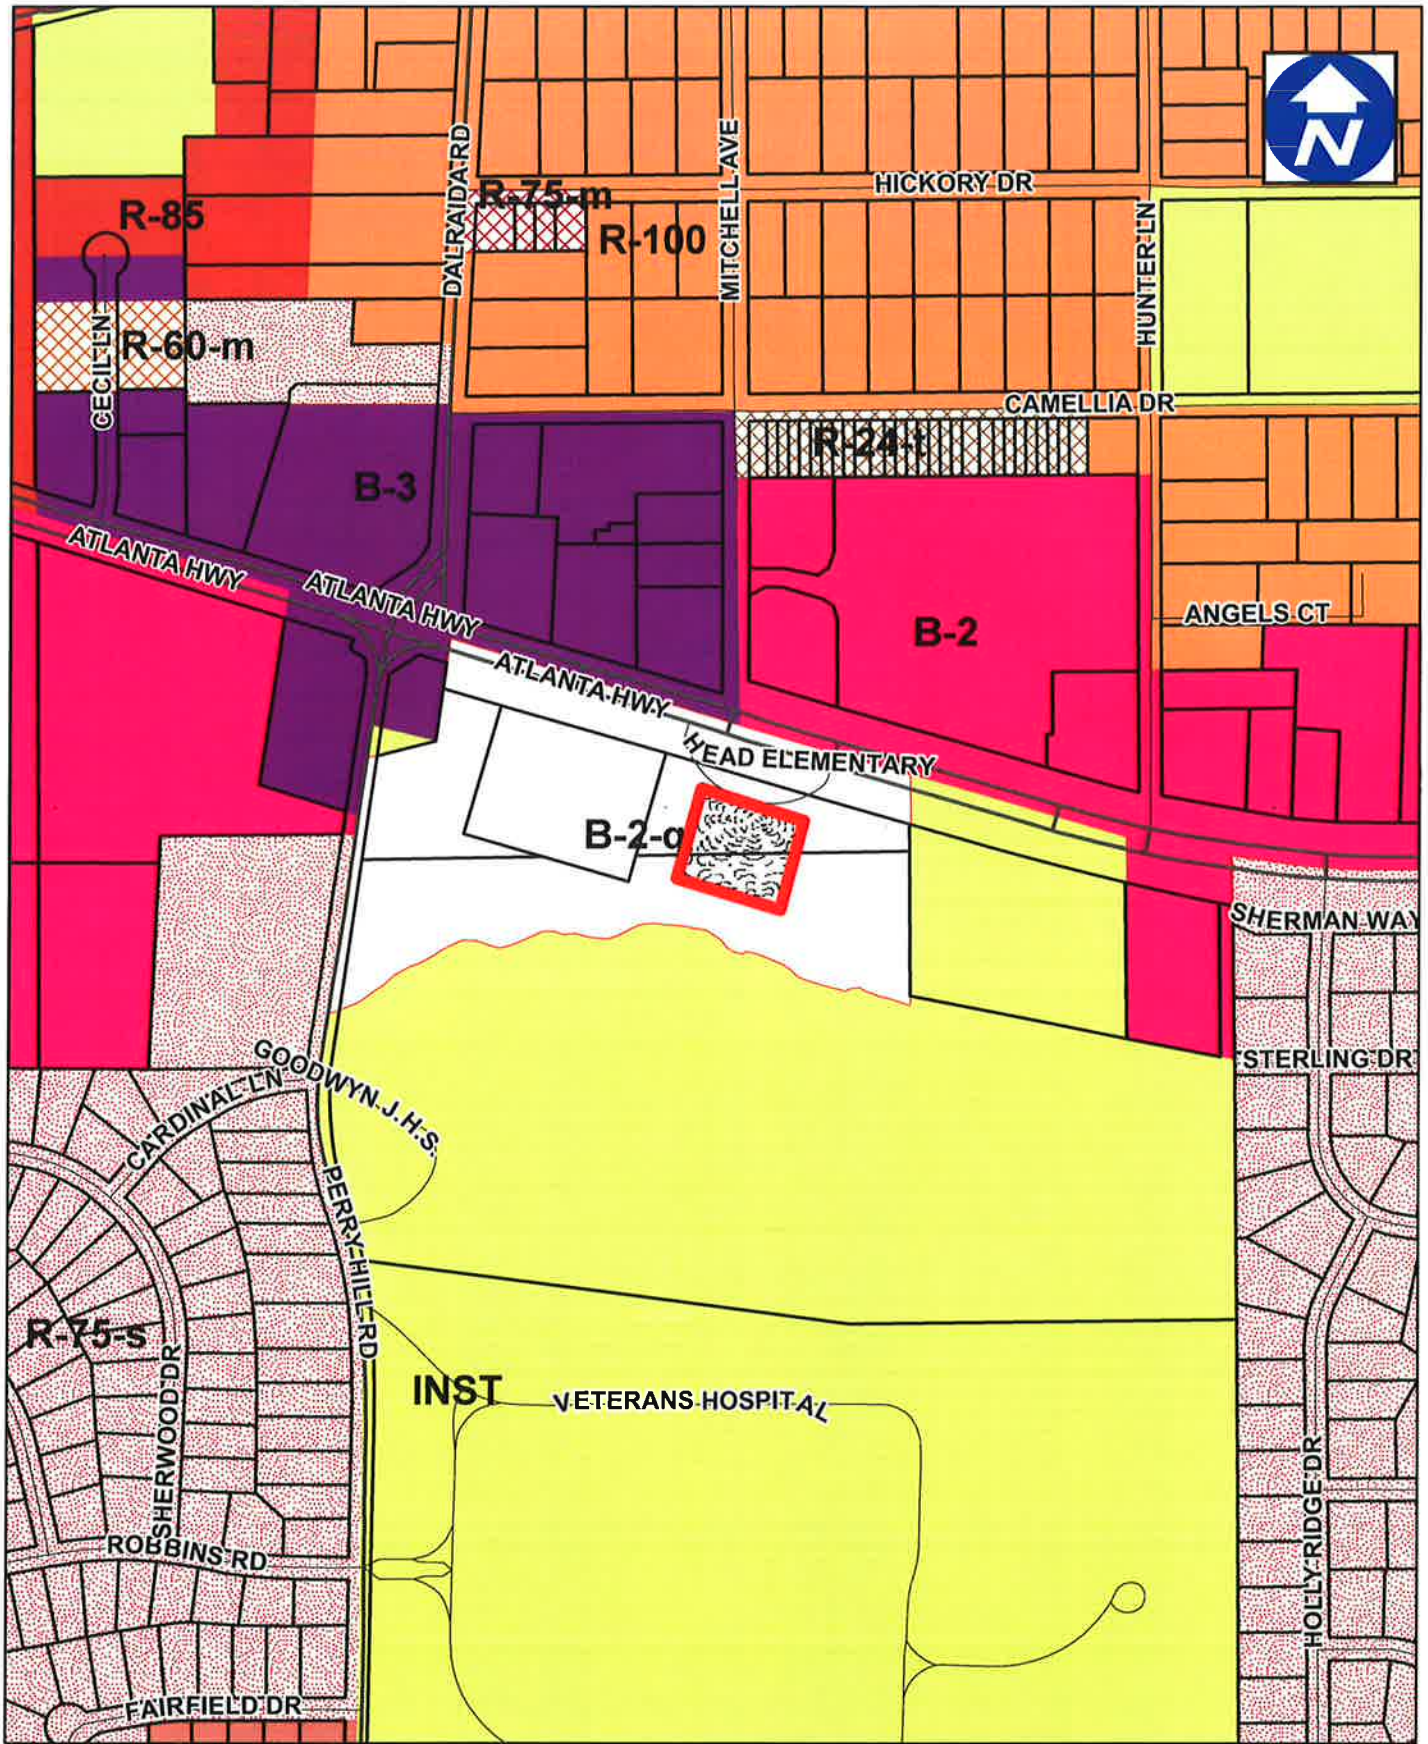 N
DALRAIDA RD
MITCHELL AVE
HICKORY DR
R-75-m
R-85
R-100
HUNTER LN
CECIL LN
R-60-m
CAMELLIA DR
R-24-t
B-3
ATLANTA HWY
ATLANTA HWY
ANGELS CT
B-2
ATLANTA HWY
HEAD ELEMENTARY
B-2-q
SHERMAN WAY
GOODWYN J.H.S.
STERLING DR
CARDINAL LN
PERRY HILL RD
R-75-s
SHERWOOD DR
INST
VETERANS HOSPITAL
HOLLY RIDGE DR
ROBBINS RD
FAIRFIELD DR